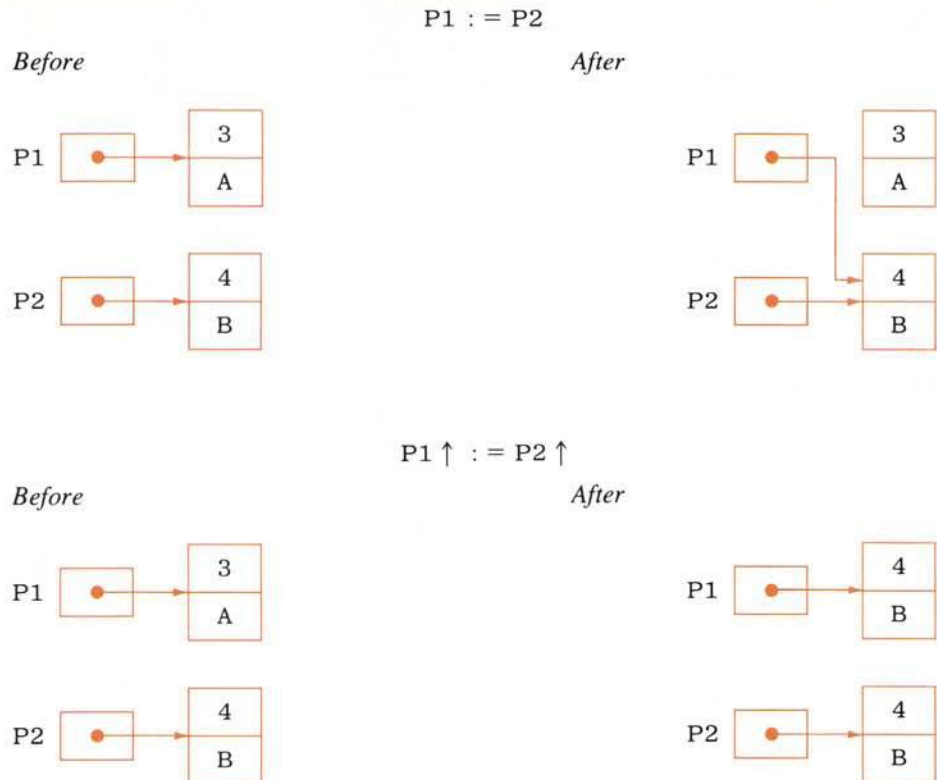 P1 : = P2
Before After
3 3
P1 P1
A A
4 4
P2 P2
B B
P1 ↑ : = P2 ↑
Before After
3 4
P1 P1
A B
4 4
P2 P2
B B